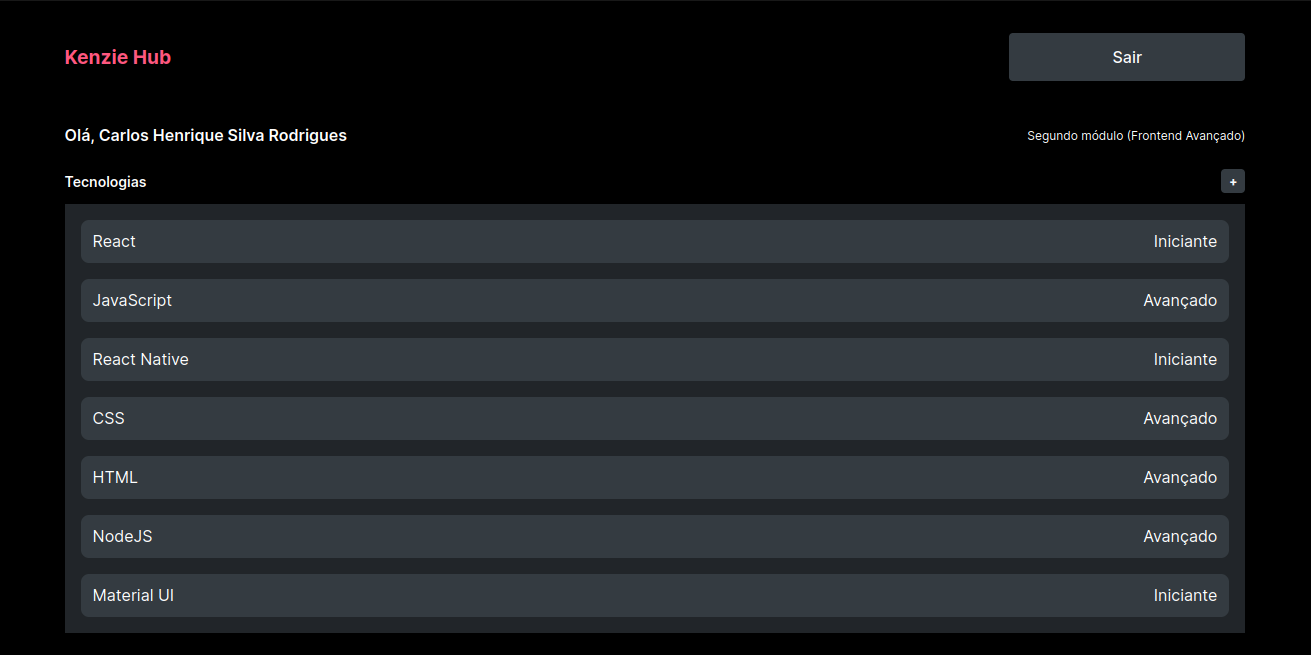 Kenzie Hub
Sair
Olá, Carlos Henrique Silva Rodrigues
Segundo módulo (Frontend Avançado)
Tecnologias
+
React Iniciante
JavaScript Avançado
React Native Iniciante
CSS Avançado
HTML Avançado
NodeJS Avançado
Material UI Iniciante